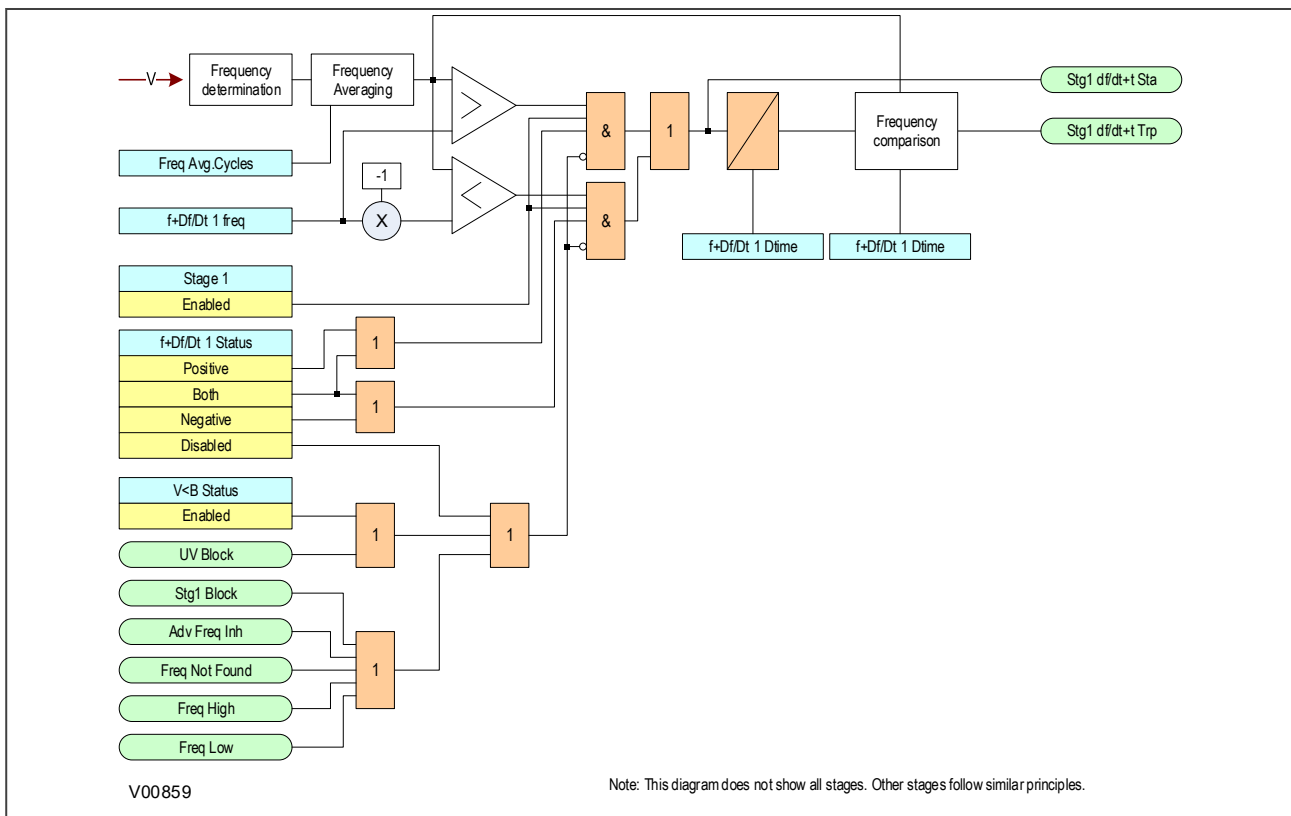 V
Frequency
determination
Frequency
Averaging
Stg1 df/dt+t Sta
>
&
1
Frequency
comparison
Stg1 df/dt+t Trp
Freq Avg.Cycles
-1
<
f+Df/Dt 1 freq
X
&
f+Df/Dt 1 Dtime
f+Df/Dt 1 Dtime
Stage 1
Enabled
f+Df/Dt 1 Status
1
Positive
Both
1
Negative
Disabled
V<B Status
Enabled
1
1
UV Block
Stg1 Block
Adv Freq Inh
Freq Not Found
1
Freq High
Freq Low
V00859
Note: This diagram does not show all stages. Other stages follow similar principles.